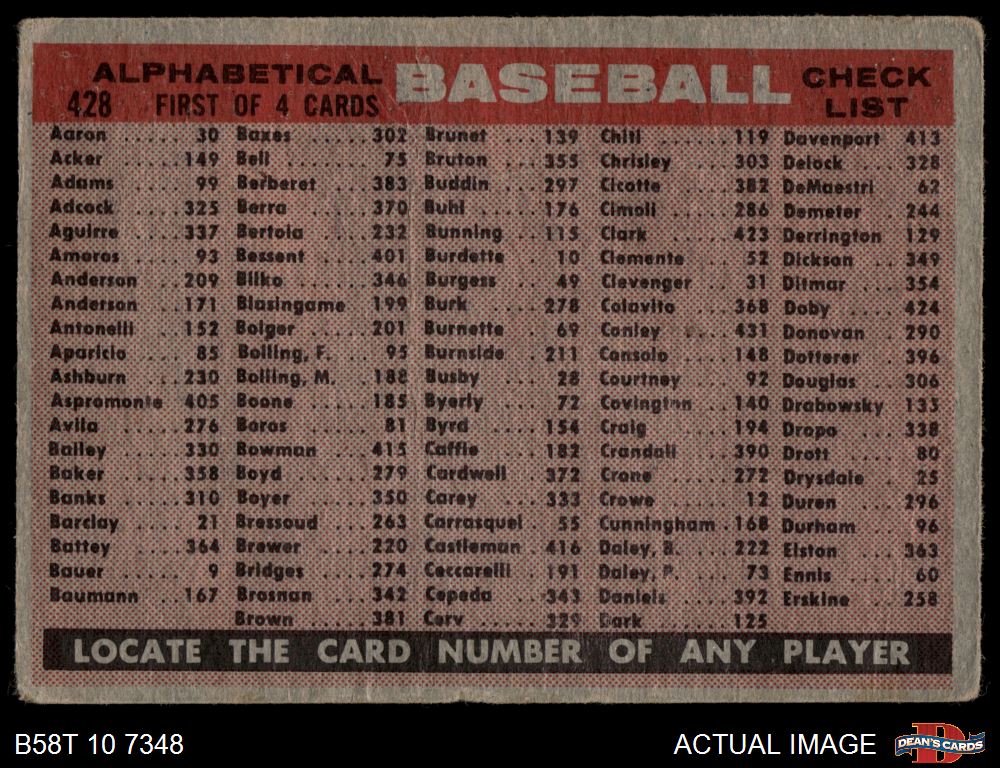 ALPHABETICAL BASEBALL CHECK
428 FIRST OF 4 CARDS LIST
Aaron 30
Acker .....149
Adams .... 99
Adcock ....325
Aguirre ....337
Amoros .... 93
Anderson ..209
Anderson ..171
Antonelli ..152
Aparicio ... 85
Ashburn ...230
Aspromonte 405
Avila .....276
Bailey ....330
Baker .....358
Banks .....310
Barclay .... 21
Battey ....364
Bauer ...... 9
Baumann ..167
Baxes ....302
Bell ...... 75
Berberet ...383
Berra .....370
Bertoia ...232
Bessent ...401
Bilko .....346
Blasingame 199
Bolger ....201
Bolling, F. .. 95
Bolling, M. ..188
Boone .....185
Boros ..... 81
Bowman ...415
Boyd .....279
Boyer .....350
Bressoud ...263
Brewer ....220
Bridges ....274
Brosnan ...342
Brown ....381
Brunet ...139
Bruton ...355
Buddin ...297
Buhl ....176
Bunning ..115
Burdette .. 10
Burgess ... 49
Burk ....278
Burnette .. 69
Burnside .211
Busby .... 28
Byerly ... 72
Byrd ....154
Caffie ...182
Cardwell .372
Carey ...333
Carrasquel . 55
Castleman .416
Ceccarelli .191
Cepeda ..343
Cerv ....329
Chiti ......119
Chrisley ....303
Cicotte ....382
Cimoli .....286
Clark ......423
Clemente ... 52
Clevenger ... 31
Colavito ....368
Conley .....431
Consolo ....148
Courtney ... 92
Covington ..140
Craig .....194
Crandall ...390
Crone .....272
Crowe ..... 12
Cunningham .168
Daley, B. ...222
Daley, P. ... 73
Daniels ....392
Dark .....125
Davenport 413
Delock ...328
DeMaestri 62
Demeter ..244
Derrington 129
Dickson ..349
Ditmar ...354
Doby ....424
Donovan .290
Dotterer ..396
Douglas ..306
Drabowsky 135
Dropo ...338
Drott .... 80
Drysdale .. 25
Duren ...296
Durham .. 96
Elston ...363
Ennis .... 60
Erskine ..258
LOCATE THE CARD NUMBER OF ANY PLAYER
B58T 10 7348
ACTUAL IMAGE
D
DEAN'S CARDS